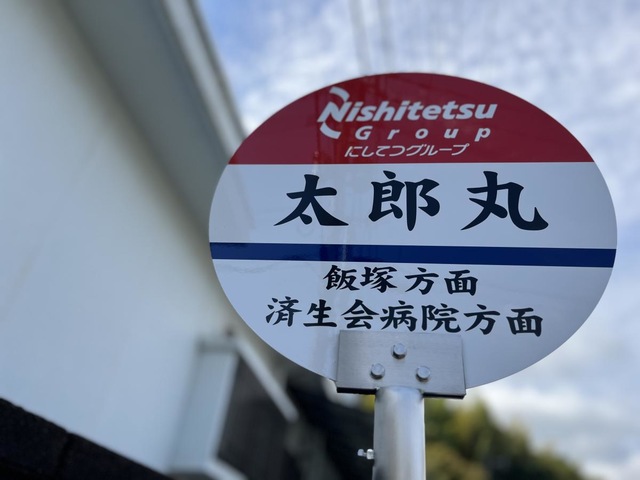 Nishitetsu
Group
にしてつグループ
太郎丸
飯塚方面
済生会病院方面